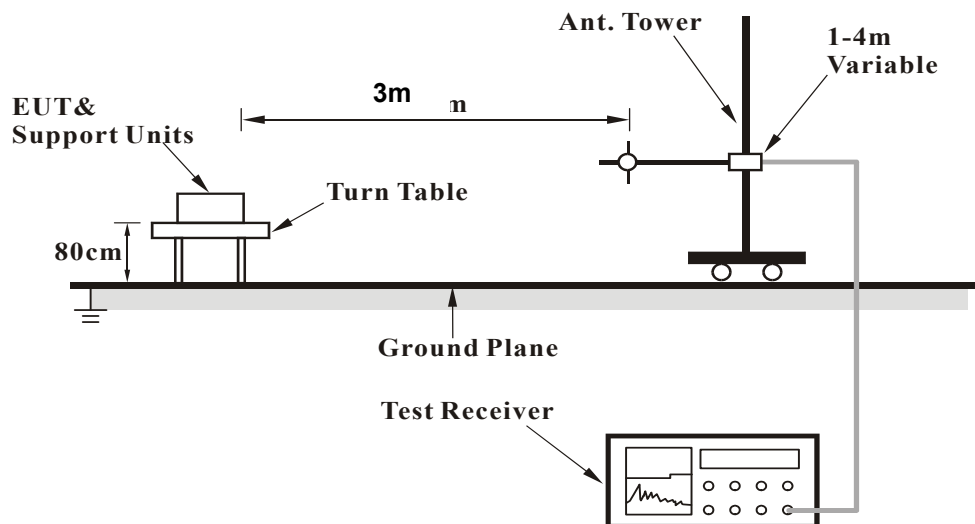 Ant. Tower
1-4m
Variable
3m
m
EUT&
Support Units
Turn Table
80cm
Ground Plane
Test Receiver